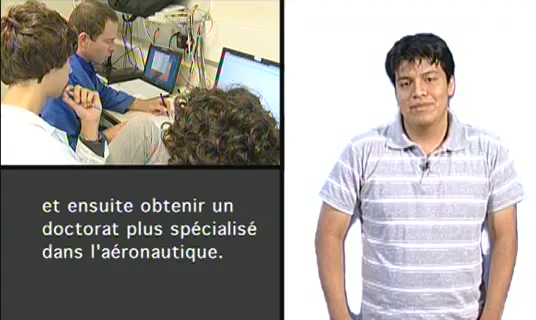 et ensuite obtenir un
doctorat plus spécialisé
dans l'aéronautique.